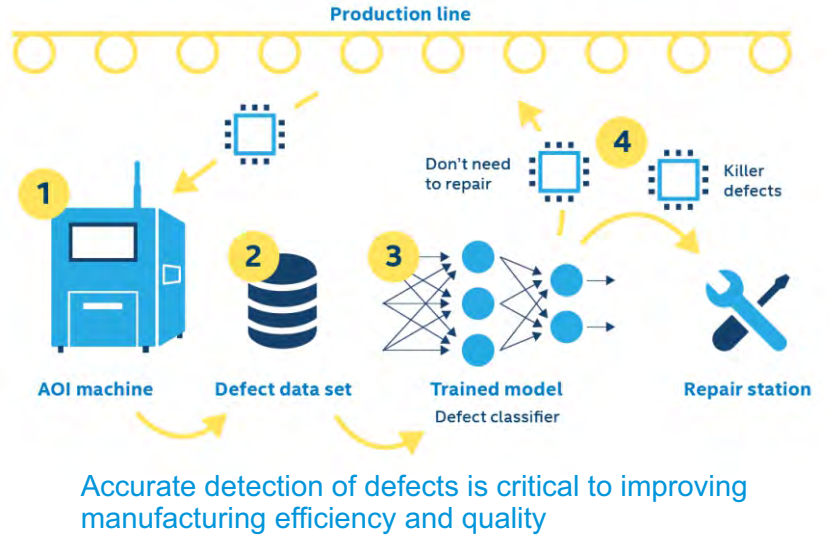 Production line
1
2
3
4
Don't need
to repair
Killer
defects
AOI machine
Defect data set
Trained model
Defect classifier
Repair station
Accurate detection of defects is critical to improving
manufacturing efficiency and quality